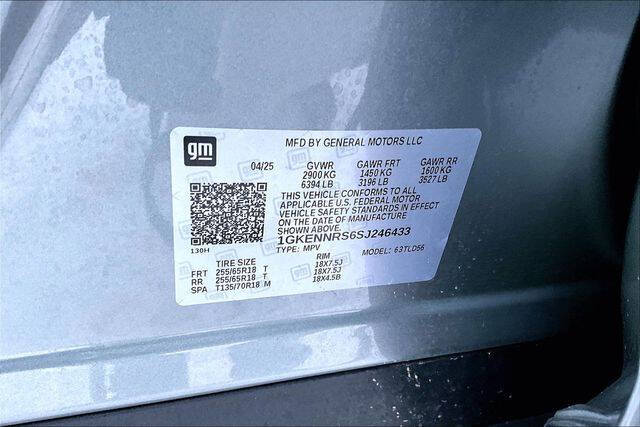 gm
MFD BY GENERAL MOTORS LLC
04/25 GVWR GAWR FRT GAWR RR
2900 KG 1450 KG 1600 KG
6394 LB 3196 LB 3527 LB
THIS VEHICLE CONFORMS TO ALL
APPLICABLE U.S. FEDERAL MOTOR
VEHICLE SAFETY STANDARDS IN EFFECT
ON THE DATE OF MANUFACTURE
SHOWN ABOVE.
1GKENNRS6SJ246433
130H TYPE: MPV MODEL: 63TLD56
TIRE SIZE RIM
FRT 255/65R18 T 18X7.5J
RR 255/65R18 T 18X7.5J
SPA T135/70R18 M 18X4.5B